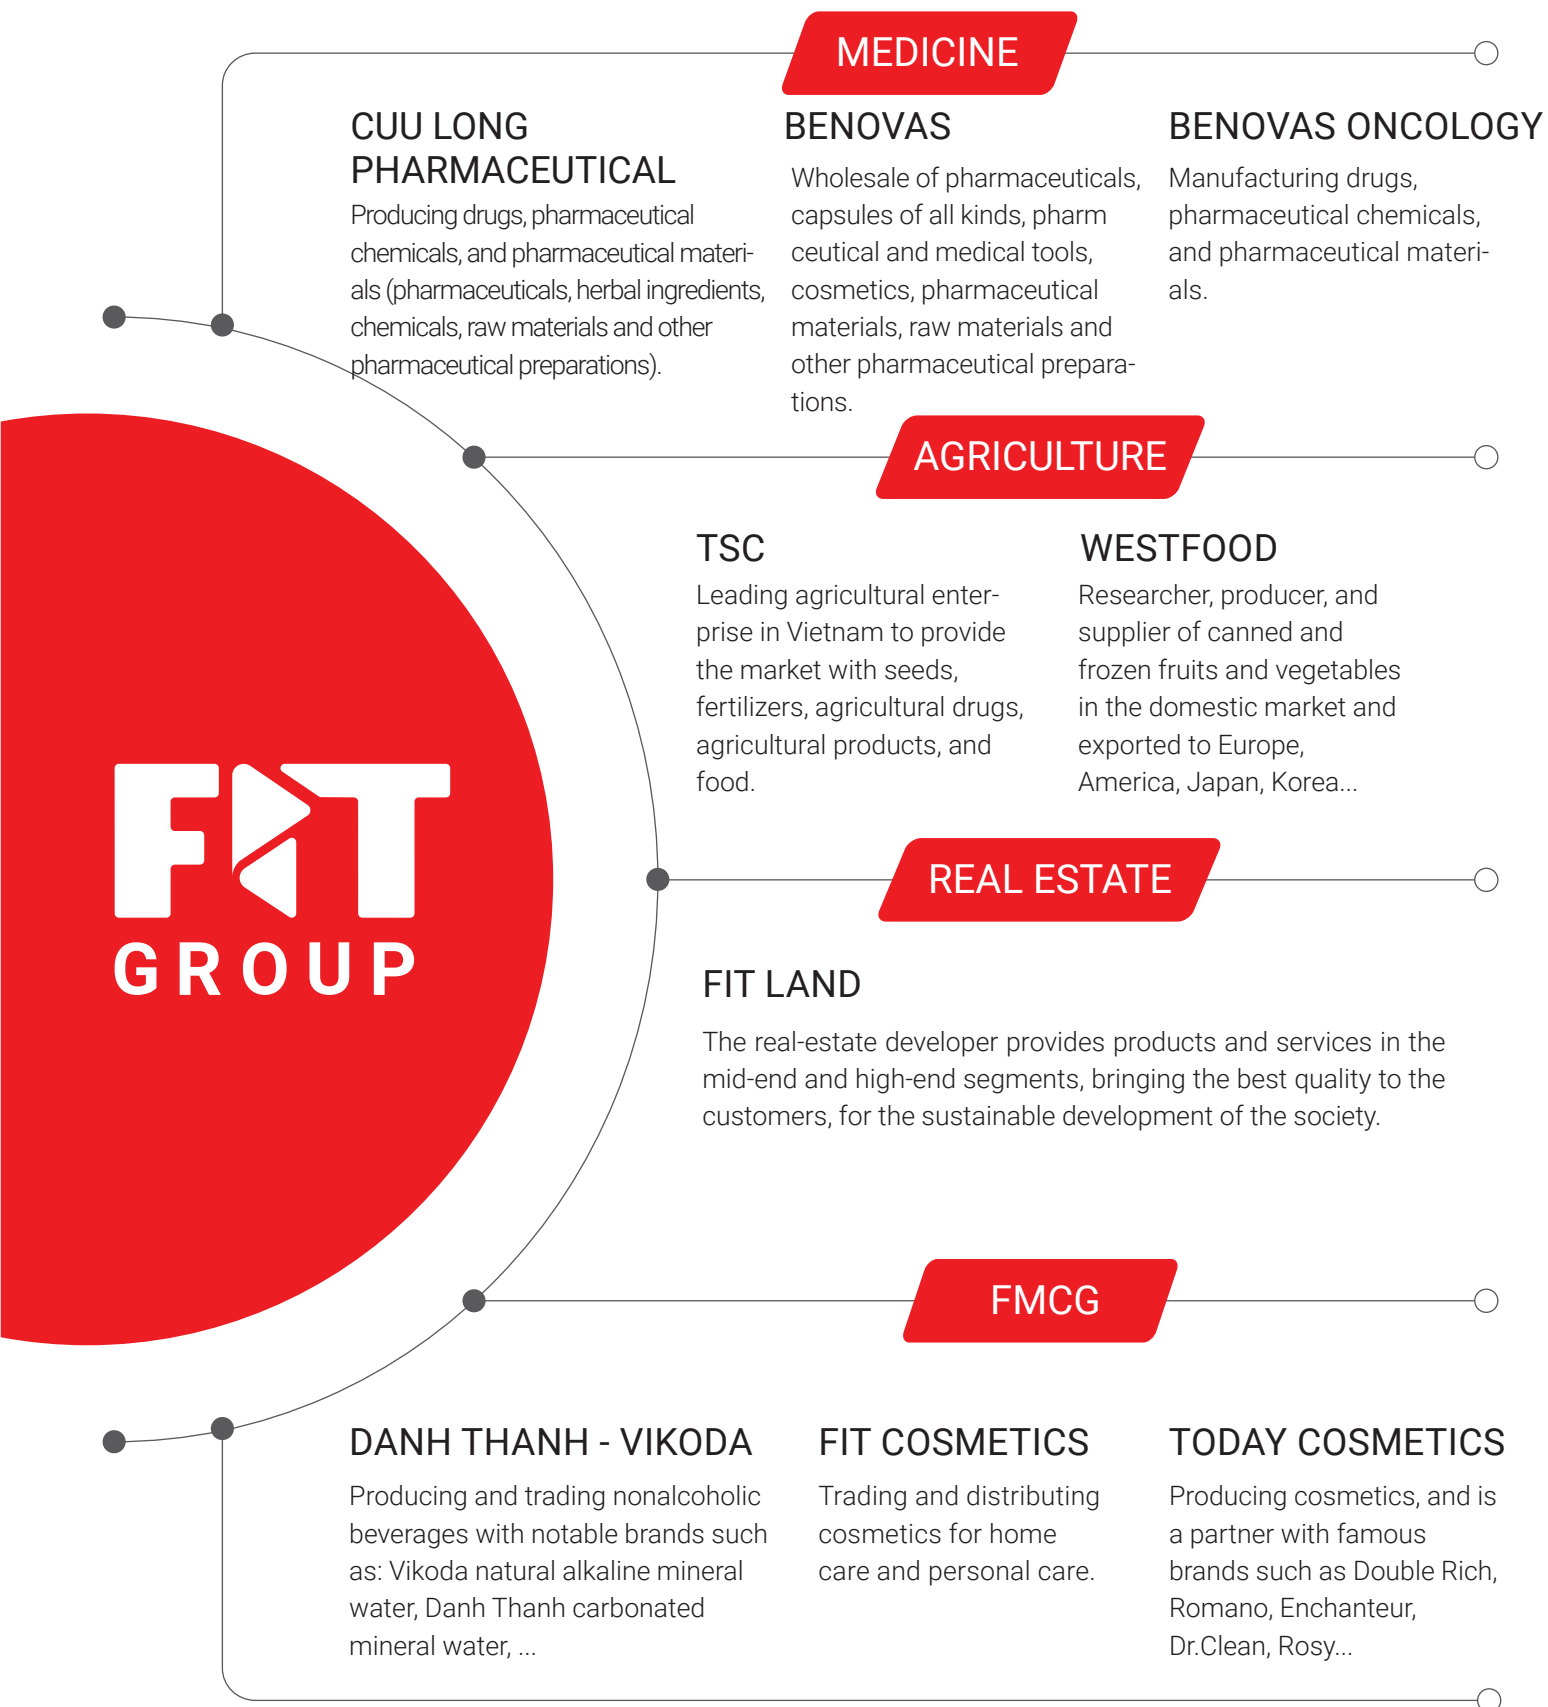 MEDICINE
CUU LONG
PHARMACEUTICAL
Producing drugs, pharmaceutical
chemicals, and pharmaceutical materi-
als (pharmaceuticals, herbal ingredients,
chemicals, raw materials and other
pharmaceutical preparations).
BENOVAS
Wholesale of pharmaceuticals,
capsules of all kinds, pharm
ceutical and medical tools,
cosmetics, pharmaceutical
materials, raw materials and
other pharmaceutical prepara-
tions.
BENOVAS ONCOLOGY
Manufacturing drugs,
pharmaceutical chemicals,
and pharmaceutical materi-
als.
AGRICULTURE
TSC
Leading agricultural enter-
prise in Vietnam to provide
the market with seeds,
fertilizers, agricultural drugs,
agricultural products, and
food.
WESTFOOD
Researcher, producer, and
supplier of canned and
frozen fruits and vegetables
in the domestic market and
exported to Europe,
America, Japan, Korea...
FIT
GROUP
REAL ESTATE
FIT LAND
The real-estate developer provides products and services in the
mid-end and high-end segments, bringing the best quality to the
customers, for the sustainable development of the society.
FMCG
DANH THANH - VIKODA
Producing and trading nonalcoholic
beverages with notable brands such
as: Vikoda natural alkaline mineral
water, Danh Thanh carbonated
mineral water, ...
FIT COSMETICS
Trading and distributing
cosmetics for home
care and personal care.
TODAY COSMETICS
Producing cosmetics, and is
a partner with famous
brands such as Double Rich,
Romano, Enchanteur,
Dr.Clean, Rosy...